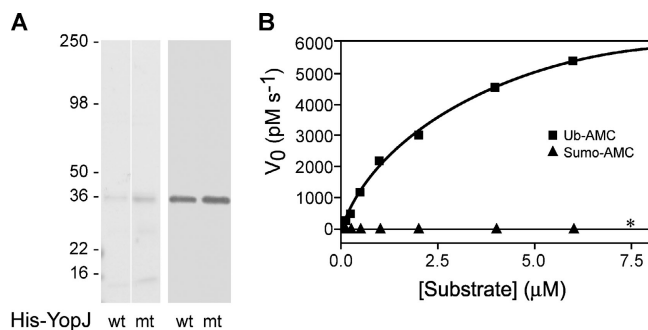 A
250 -
98 -
50 -
36 -
22 -
16 -
His-YopJ wt mt wt mt
B
6000
5000
4000
3000
2000
1000
0
V0 (pM s-1)
Ub-AMC
Sumo-AMC
*
0.0 2.5 5.0 7.5
[Substrate] (μM)